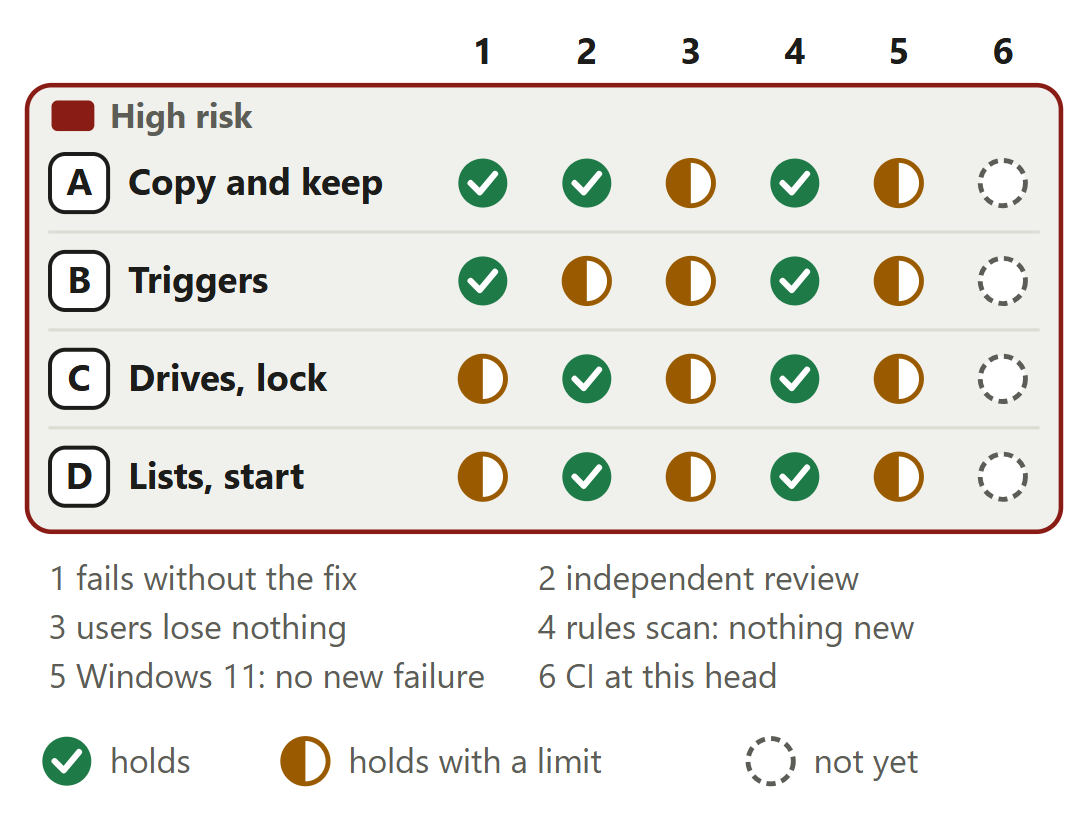 1 2 3 4 5 6
High risk
A Copy and keep
B Triggers
C Drives, lock
D Lists, start
1 fails without the fix 2 independent review
3 users lose nothing 4 rules scan: nothing new
5 Windows 11: no new failure 6 CI at this head
holds holds with a limit not yet